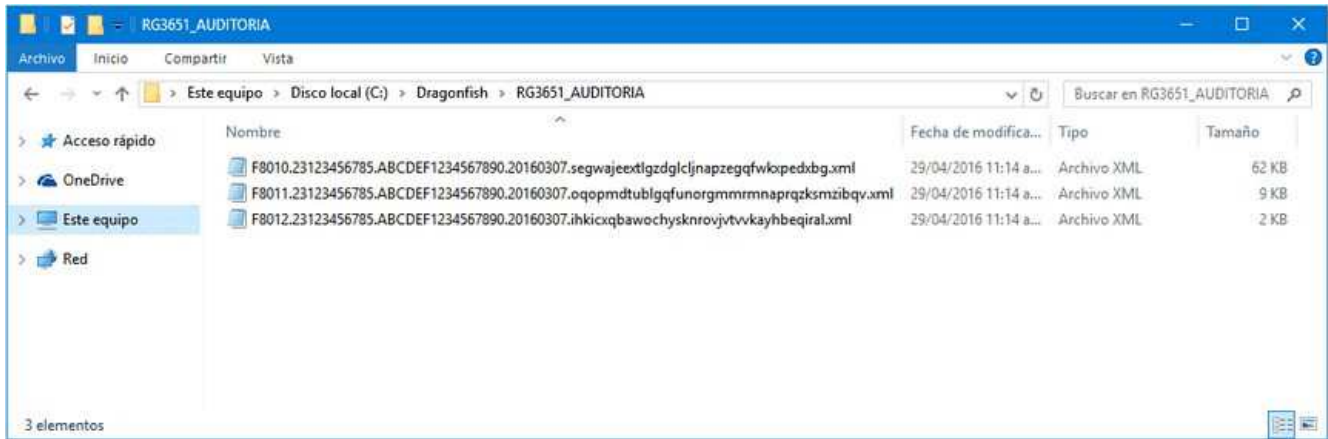 RG3651_AUDITORIA
Archivo Inicio Compartir Vista
Este equipo > Disco local (C:) > Dragonfish > RG3651_AUDITORIA Buscar en RG3651_AUDITORIA
Acceso rápido
OneDrive
Este equipo
Red
Nombre Fecha de modifica... Tipo Tamaño
F8010.23123456785.ABCDEF1234567890.20160307.segwajeextlgzdglcljnapzegqfwkxpedxbg.xml 29/04/2016 11:14 a... Archivo XML 62 KB
F8011.23123456785.ABCDEF1234567890.20160307.oqopmdtublgqfunorgmmrmnaprqzksmzibqv.xml 29/04/2016 11:14 a... Archivo XML 9 KB
F8012.23123456785.ABCDEF1234567890.20160307.ihkicxqbawochysknrovjvtvvkayhbeqiral.xml 29/04/2016 11:14 a... Archivo XML 2 KB
3 elementos